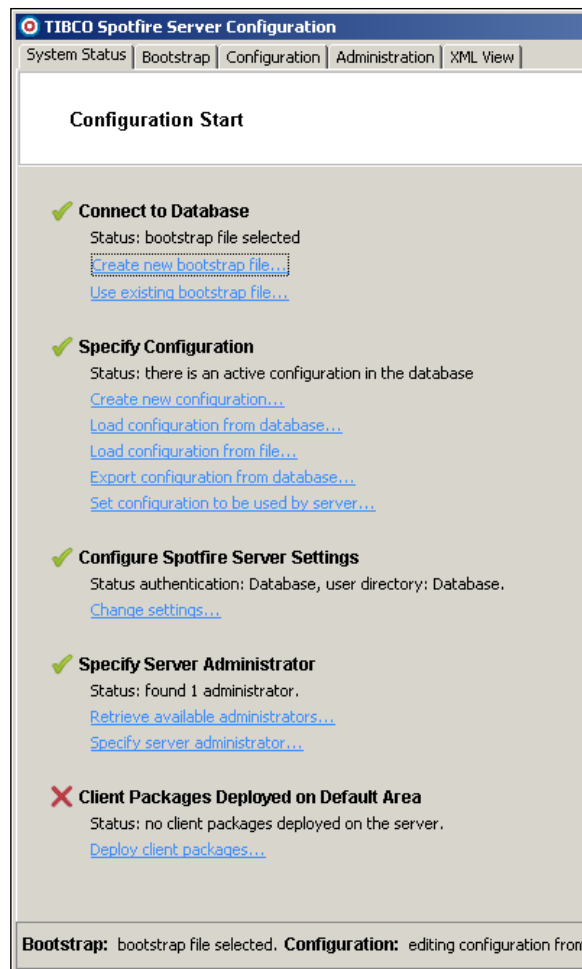 TIBCO Spotfire Server Configuration
System Status Bootstrap Configuration Administration XML View
Configuration Start
Connect to Database
Status: bootstrap file selected
Create new bootstrap file...
Use existing bootstrap file...
Specify Configuration
Status: there is an active configuration in the database
Create new configuration...
Load configuration from database...
Load configuration from file...
Export configuration from database...
Set configuration to be used by server...
Configure Spotfire Server Settings
Status authentication: Database, user directory: Database.
Change settings...
Specify Server Administrator
Status: found 1 administrator.
Retrieve available administrators...
Specify server administrator...
Client Packages Deployed on Default Area
Status: no client packages deployed on the server.
Deploy client packages...
Bootstrap: bootstrap file selected. Configuration: editing configuration from